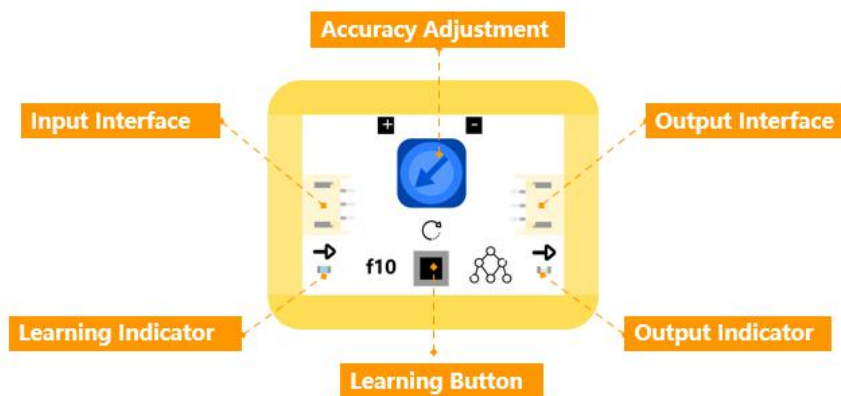 Accuracy Adjustment
Input Interface
Output Interface
+ -
f10
Learning Indicator
Output Indicator
Learning Button